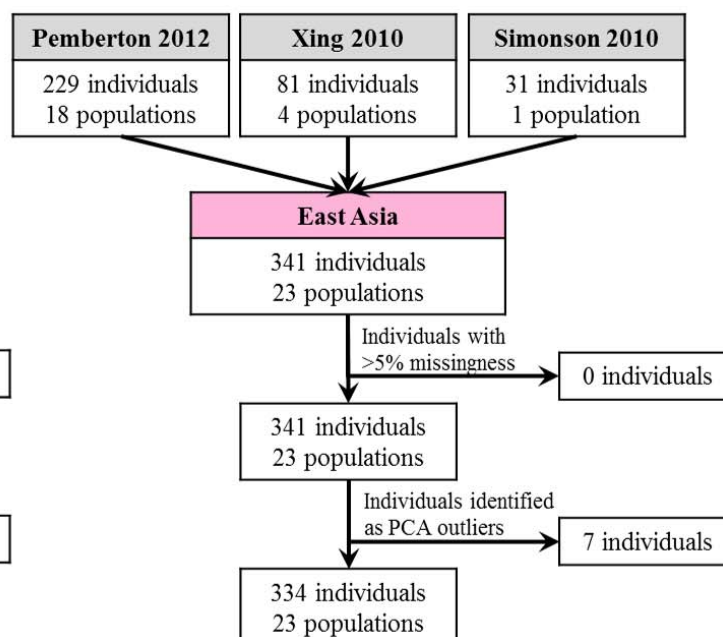 Pemberton 2012
229 individuals
18 populations
Xing 2010
81 individuals
4 populations
Simonson 2010
31 individuals
1 population
East Asia
341 individuals
23 populations
Individuals with
>5% missingness
0 individuals
341 individuals
23 populations
Individuals identified
as PCA outliers
7 individuals
334 individuals
23 populations